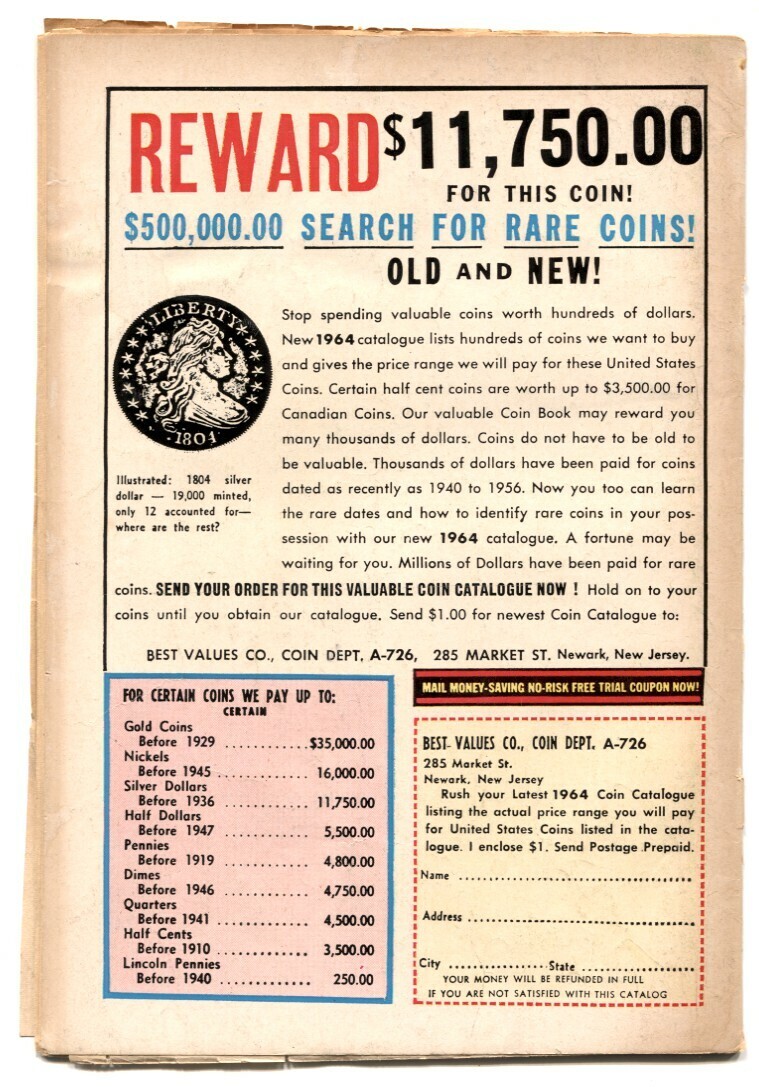 REWARD $11,750.00
FOR THIS COIN!
$500,000.00 SEARCH FOR RARE COINS!
OLD AND NEW!
LIBERTY
1804
Illustrated: 1804 silver
dollar — 19,000 minted,
only 12 accounted for—
where are the rest?
Stop spending valuable coins worth hundreds of dollars.
New 1964 catalogue lists hundreds of coins we want to buy
and gives the price range we will pay for these United States
Coins. Certain half cent coins are worth up to $3,500.00 for
Canadian Coins. Our valuable Coin Book may reward you
many thousands of dollars. Coins do not have to be old to
be valuable. Thousands of dollars have been paid for coins
dated as recently as 1940 to 1956. Now you too can learn
the rare dates and how to identify rare coins in your pos-
session with our new 1964 catalogue. A fortune may be
waiting for you. Millions of Dollars have been paid for rare
coins. SEND YOUR ORDER FOR THIS VALUABLE COIN CATALOGUE NOW ! Hold on to your
coins until you obtain our catalogue. Send $1.00 for newest Coin Catalogue to:
BEST VALUES CO., COIN DEPT. A-726, 285 MARKET ST. Newark, New Jersey.
FOR CERTAIN COINS WE PAY UP TO:
CERTAIN
Gold Coins
Before 1929 ............$35,000.00
Nickels
Before 1945 ............ 16,000.00
Silver Dollars
Before 1936 ............ 11,750.00
Half Dollars
Before 1947 ............ 5,500.00
Pennies
Before 1919 ............ 4,800.00
Dimes
Before 1946 ............ 4,750.00
Quarters
Before 1941 ............ 4,500.00
Half Cents
Before 1910 ............. 3,500.00
Lincoln Pennies
Before 1940 ............. 250.00
MAIL MONEY-SAVING NO-RISK FREE TRIAL COUPON NOW!
BEST VALUES CO., COIN DEPT. A-726
285 Market St.
Newark, New Jersey
Rush your Latest 1964 Coin Catalogue
listing the actual price range you will pay
for United States Coins listed in the cata-
logue. I enclose $1. Send Postage Prepaid.
Name ................................................
Address ..............................................
City ....................State .......................
YOUR MONEY WILL BE REFUNDED IN FULL
IF YOU ARE NOT SATISFIED WITH THIS CATALOG